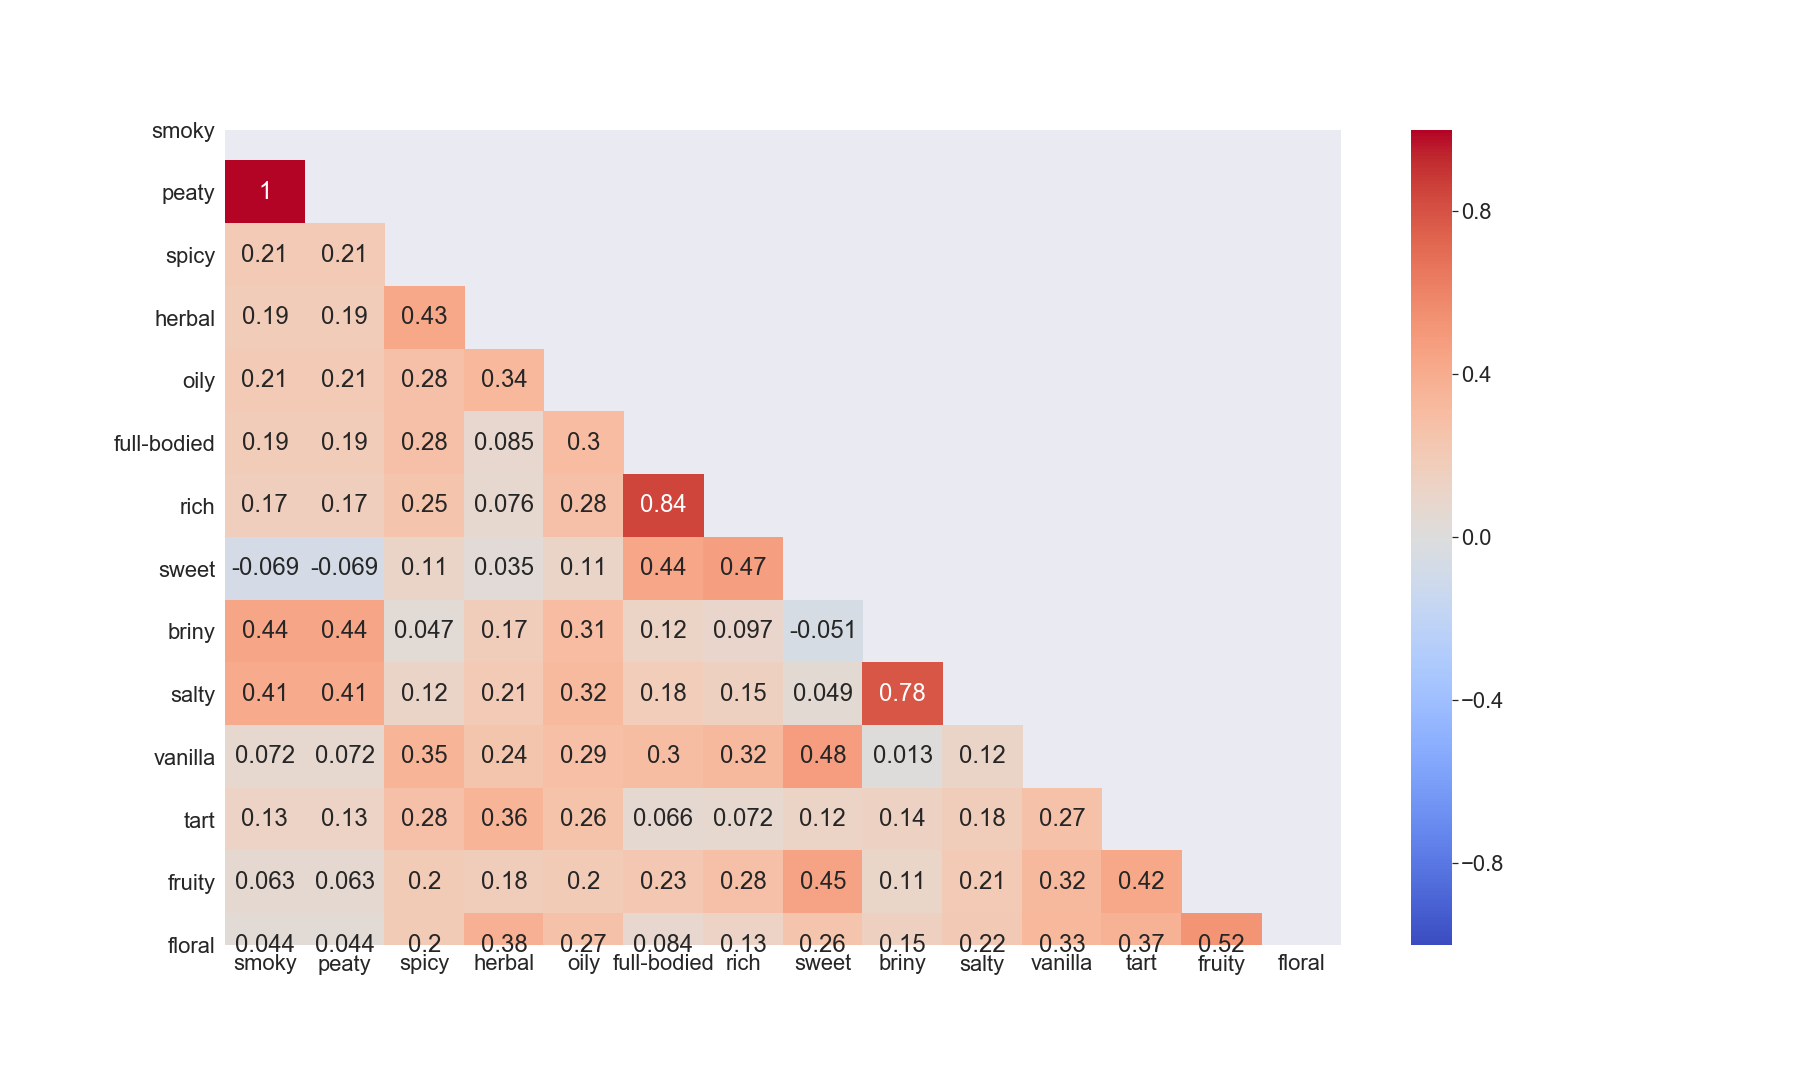 smoky
peaty 1
0.8
spicy 0.21 0.21
herbal 0.19 0.19 0.43
oily 0.21 0.21 0.28 0.34
0.4
full-bodied 0.19 0.19 0.28 0.085 0.3
rich 0.17 0.17 0.25 0.076 0.28 0.84
0.0
sweet -0.069 -0.069 0.11 0.035 0.11 0.44 0.47
briny 0.44 0.44 0.047 0.17 0.31 0.12 0.097 -0.051
salty 0.41 0.41 0.12 0.21 0.32 0.18 0.15 0.049 0.78
−0.4
vanilla 0.072 0.072 0.35 0.24 0.29 0.3 0.32 0.48 0.013 0.12
tart 0.13 0.13 0.28 0.36 0.26 0.066 0.072 0.12 0.14 0.18 0.27
−0.8
fruity 0.063 0.063 0.2 0.18 0.2 0.23 0.28 0.45 0.11 0.21 0.32 0.42
floral 0.044 0.044 0.2 0.38 0.27 0.084 0.13 0.26 0.15 0.22 0.33 0.37 0.52
smoky peaty spicy herbal oily full-bodied rich sweet briny salty vanilla tart fruity floral